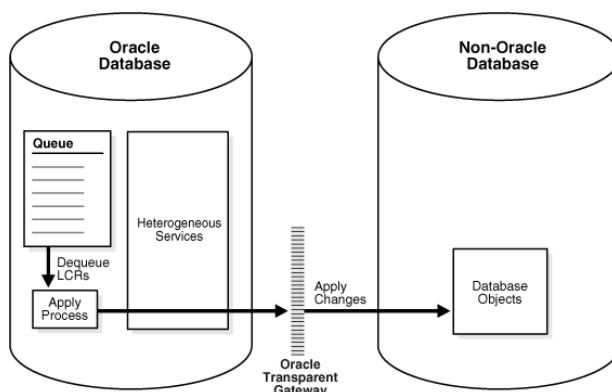 Oracle
Database
Non-Oracle
Database
Queue
Heterogeneous
Services
Dequeue
LCRs
Apply
Process
Apply
Changes
Database
Objects
Oracle
Transparent
Gateway